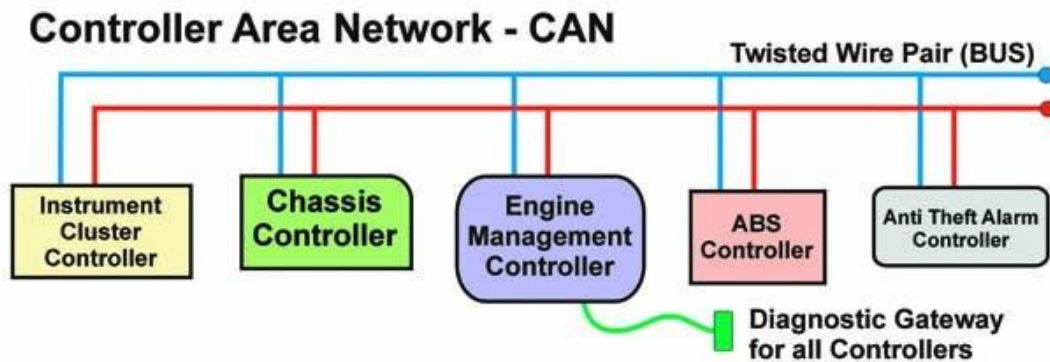 Controller Area Network - CAN
Twisted Wire Pair (BUS)
Instrument
Cluster
Controller
Chassis
Controller
Engine
Management
Controller
ABS
Controller
Anti Theft Alarm
Controller
Diagnostic Gateway
for all Controllers